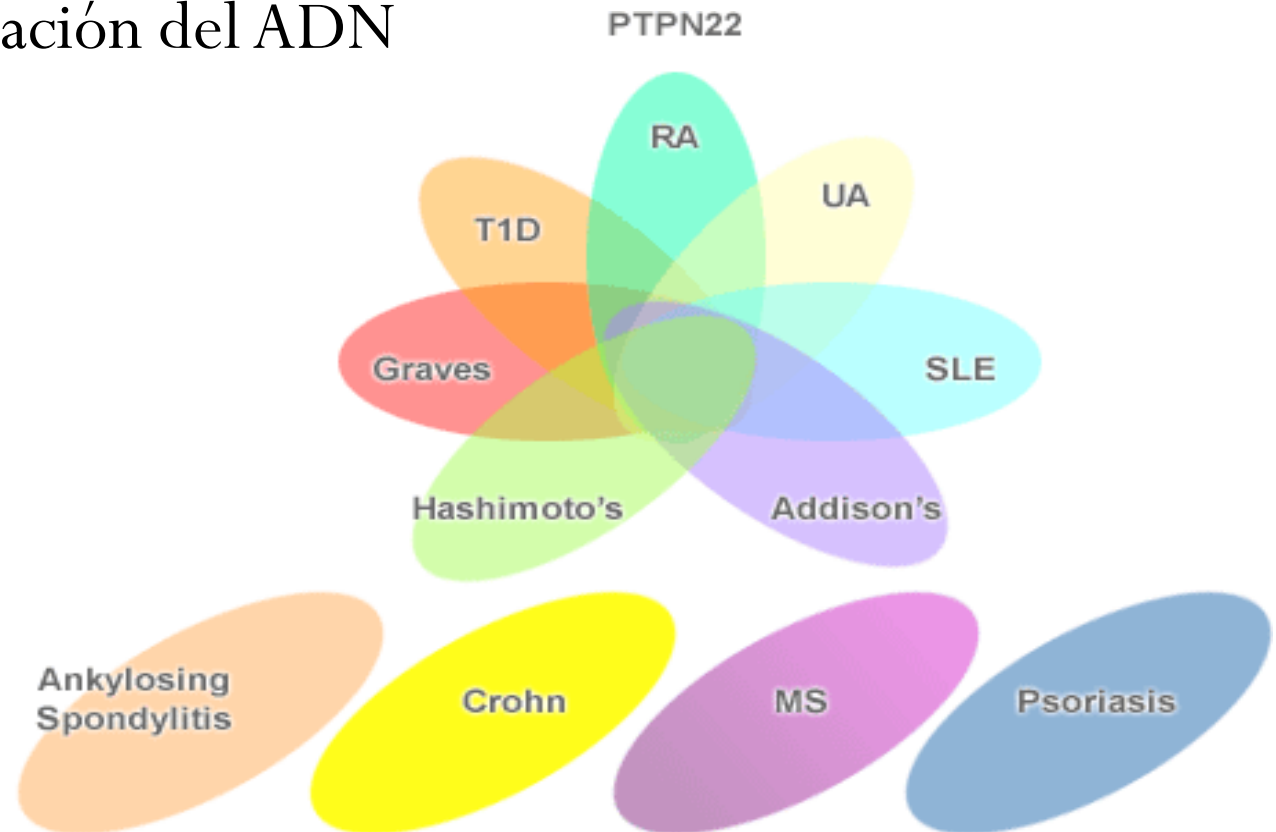 ación del ADN
PTPN22
RA
UA
T1D
Graves
SLE
Hashimoto’s
Addison’s
Ankylosing
Spondylitis
Crohn
MS
Psoriasis